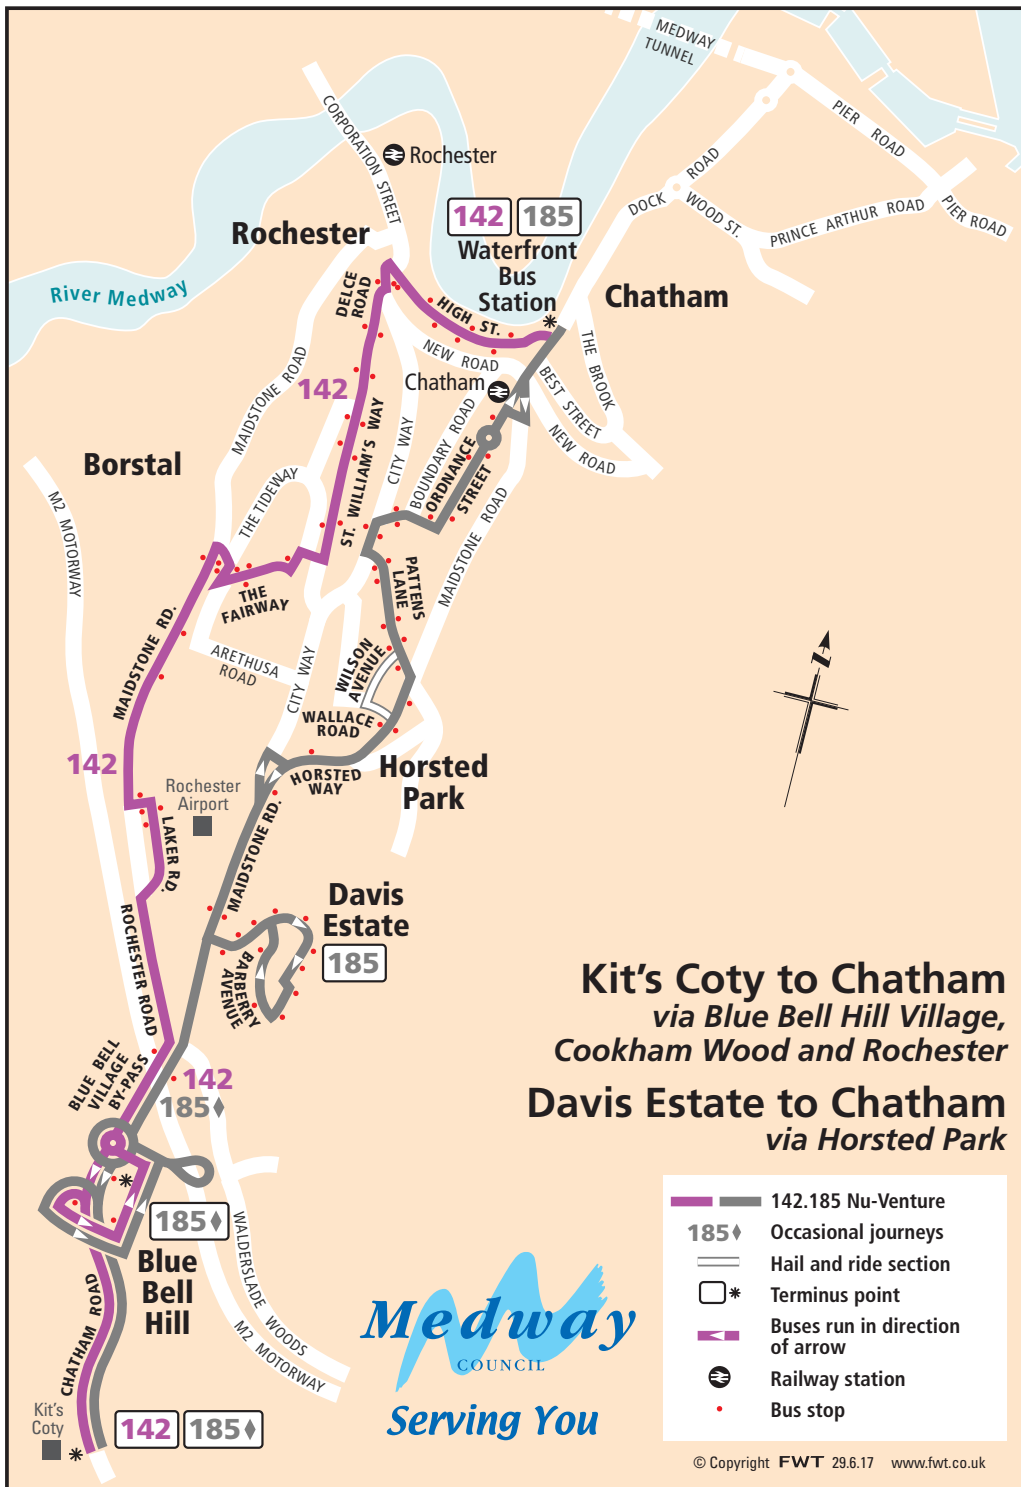 MEDWAY
TUNNEL
PIER ROAD
CORPORATION STREET
Rochester
DOCK ROAD
WOOD ST.
PRINCE ARTHUR ROAD
PIER ROAD
142 185
Rochester
Waterfront
Bus
Station
River Medway
DELCE
ROAD
HIGH ST.
Chatham
THE BROOK
NEW ROAD
MAIDSTONE ROAD
142
Chatham
BEST STREET
NEW ROAD
CITY WAY
BOUNDARY ROAD
ORDNANCE
STREET
ST. WILLIAM'S WAY
Borstal
M2 MOTORWAY
THE TIDEWAY
MAIDSTONE ROAD
PATTENS
LANE
THE
FAIRWAY
MAIDSTONE RD.
ARETHUSA
ROAD
CITY WAY
WILSON
AVENUE
WALLACE
ROAD
142
Rochester
Airport
HORSTED
WAY
Horsted
Park
LAKER RD.
MAIDSTONE RD.
ROCHESTER ROAD
Davis
Estate
185
BARBERRY
AVENUE
Kit's Coty to Chatham
via Blue Bell Hill Village,
Cookham Wood and Rochester
Davis Estate to Chatham
via Horsted Park
BLUE BELL
VILLAGE
BY-PASS
142
185♦
185♦
Blue
Bell
Hill
WALDERSLADE WOODS
M2 MOTORWAY
CHATHAM ROAD
Kit's
Coty
142 185♦
Medway
COUNCIL
Serving You
142.185 Nu-Venture
185♦ Occasional journeys
Hail and ride section
Terminus point
Buses run in direction
of arrow
Railway station
Bus stop
N
© Copyright FWT 29.6.17 www.fwt.co.uk